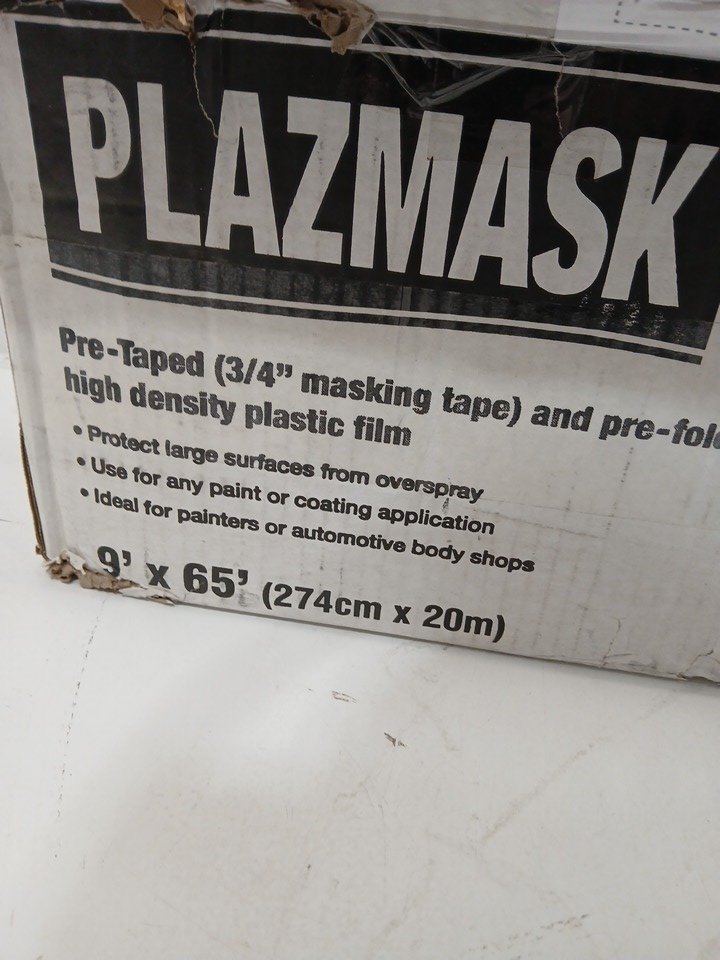 PLAZMASK
Pre-Taped (3/4” masking tape) and pre-fol
high density plastic film
• Protect large surfaces from overspray
• Use for any paint or coating application
• Ideal for painters or automotive body shops
9’ x 65’ (274cm x 20m)